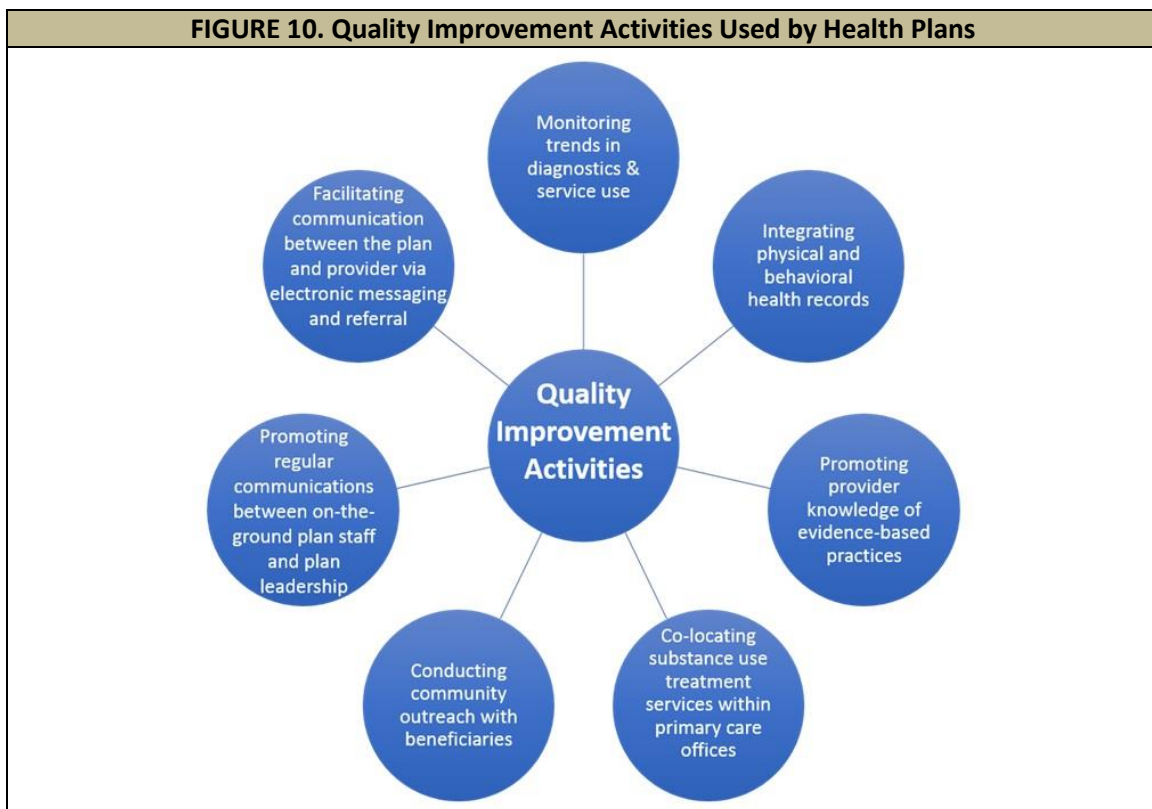 FIGURE 10. Quality Improvement Activities Used by Health Plans
Monitoring
trends in
diagnostics &
service use
Integrating
physical and
behavioral
health records
Promoting
provider
knowledge of
evidence-based
practices
Co-locating
substance use
treatment
services within
primary care
offices
Conducting
community
outreach with
beneficiaries
Promoting
regular
communications
between on-the-
ground plan staff
and plan
leadership
Facilitating
communication
between the plan
and provider via
electronic messaging
and referral
Quality
Improvement
Activities